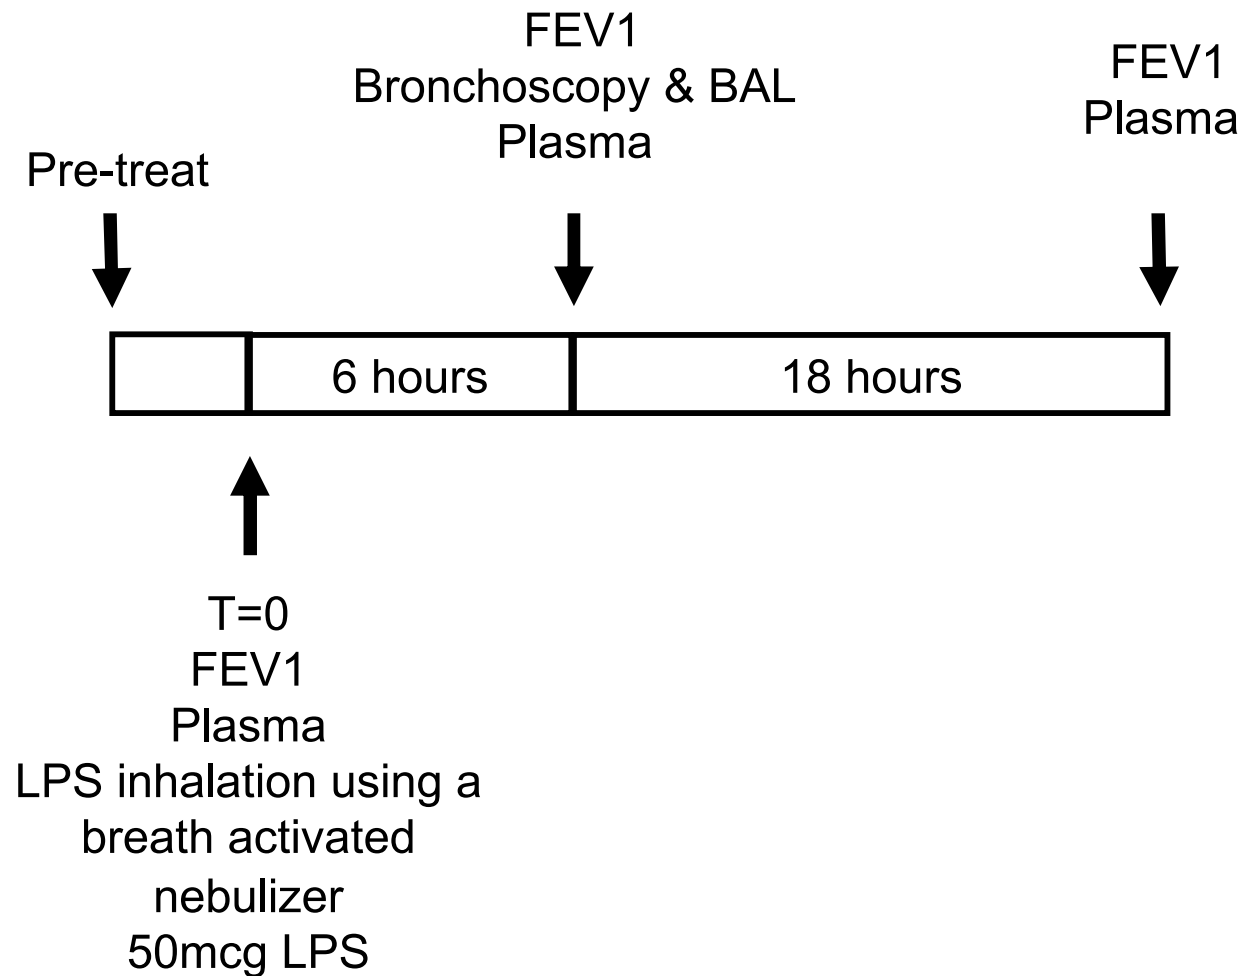 FEV1
Bronchoscopy & BAL
Plasma
FEV1
Plasma
Pre-treat
6 hours
18 hours
T=0
FEV1
Plasma
LPS inhalation using a
breath activated
nebulizer
50mcg LPS